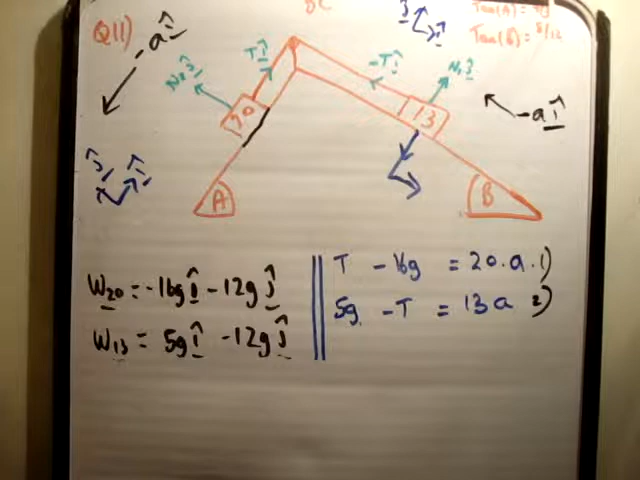 Q11)
Tan(A) =
Tan(B) = 5/12
-a î
T î
-T î
N₂ ĵ
N₁ ĵ
20
13
-a î
A
B
W₂₀ = -16g î - 12g ĵ
W₁₃ = 5g î - 12g ĵ
T - 16g = 20.a 1)
5g - T = 13a 2)